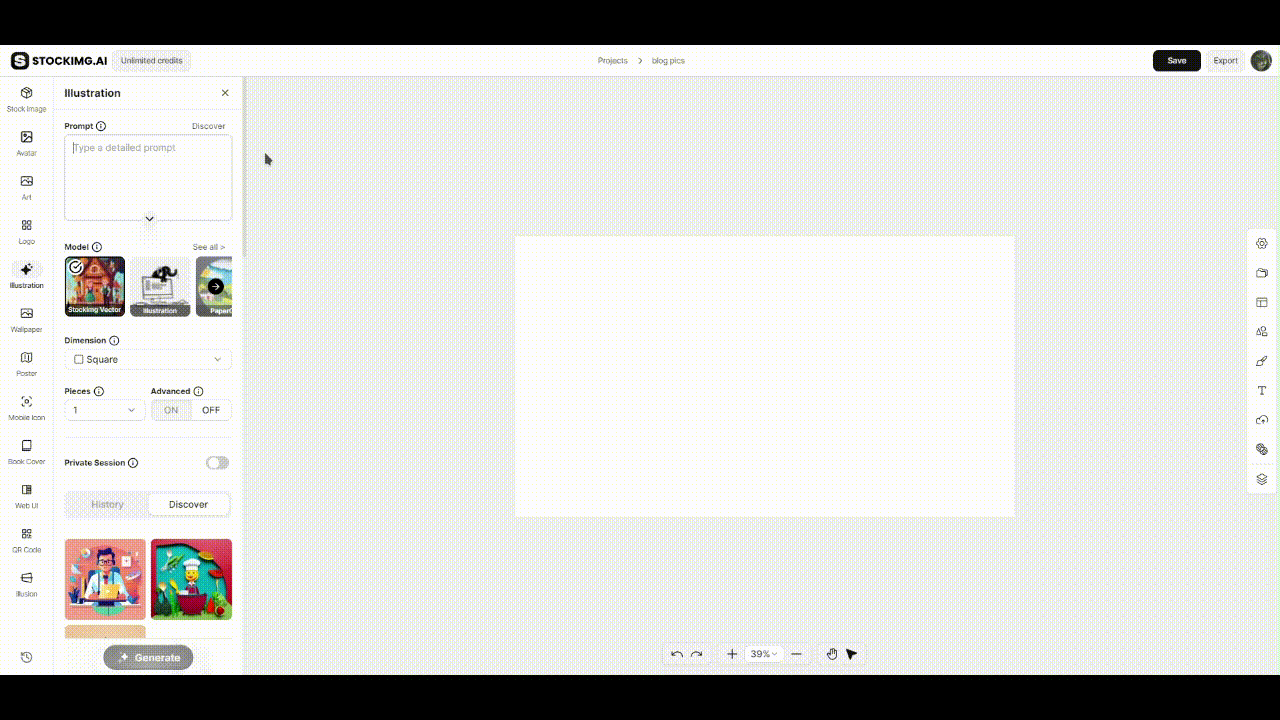 STOCKIMG.AI
Unlimited credits
Projects > blog pics
Save
Export
Stock Image
Avatar
Art
Logo
Illustration
Wallpaper
Poster
Mobile Icon
Book Cover
Web UI
QR Code
Illusion
Illustration
Prompt
Discover
Type a detailed prompt
Model
See all >
Stockimg Vector
Illustration
Dimension
Square
Pieces
Advanced
1
ON
OFF
Private Session
History
Discover
Generate
39%